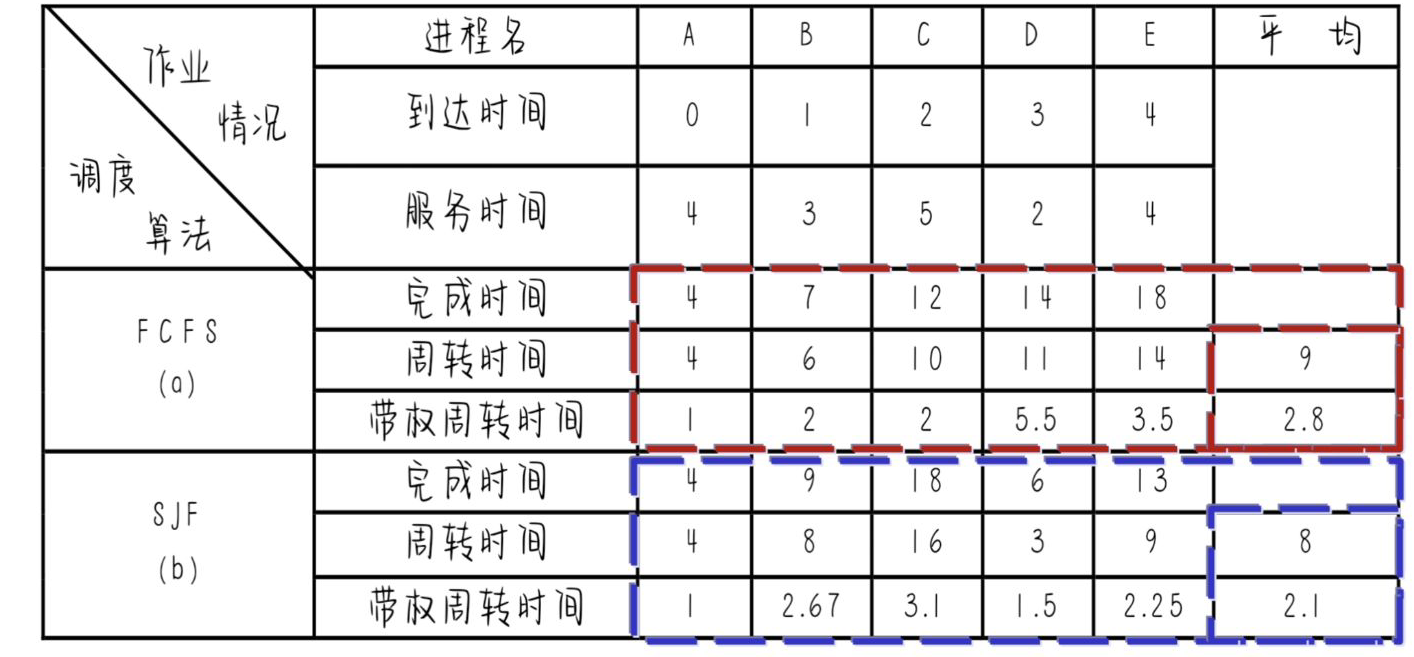 作业
情况
调度
算法
进程名 A B C D E 平均
到达时间 0 1 2 3 4
服务时间 4 3 5 2 4
FCFS
(a)
完成时间 4 7 12 14 18
周转时间 4 6 10 11 14 9
带权周转时间 1 2 2 5.5 3.5 2.8
SJF
(b)
完成时间 4 9 18 6 13
周转时间 4 8 16 3 9 8
带权周转时间 1 2.67 3.1 1.5 2.25 2.1